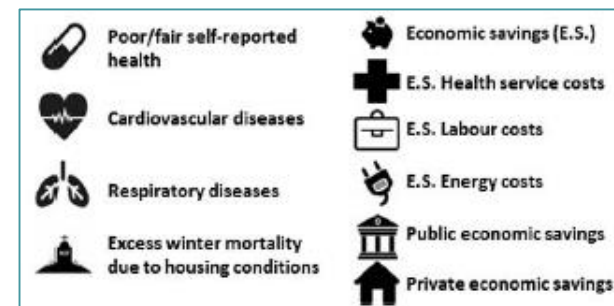 Poor/fair self-reported
health
Cardiovascular diseases
Respiratory diseases
Excess winter mortality
due to housing conditions
Economic savings (E.S.)
E.S. Health service costs
E.S. Labour costs
E.S. Energy costs
Public economic savings
Private economic savings